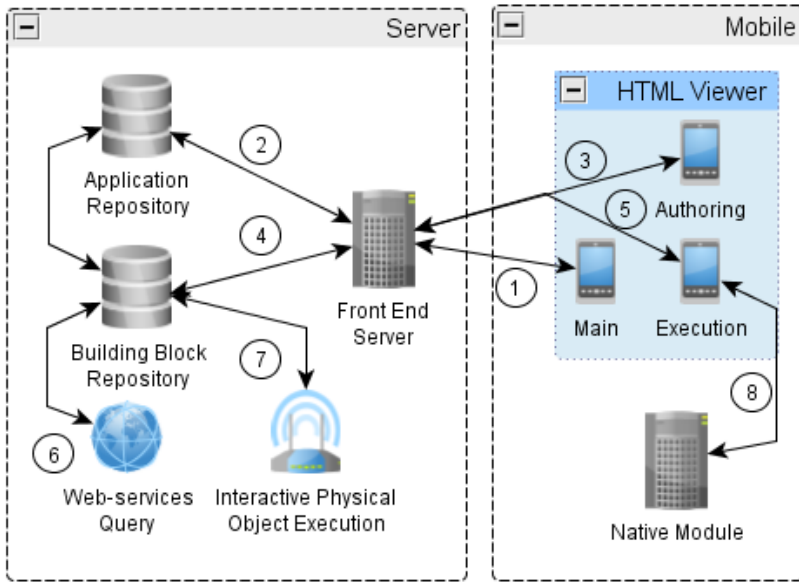 Server
Application
Repository
Building Block
Repository
Web-services
Query
Interactive Physical
Object Execution
Front End
Server
2
4
7
6
Mobile
HTML Viewer
3
Authoring
5
1
Main
Execution
8
Native Module